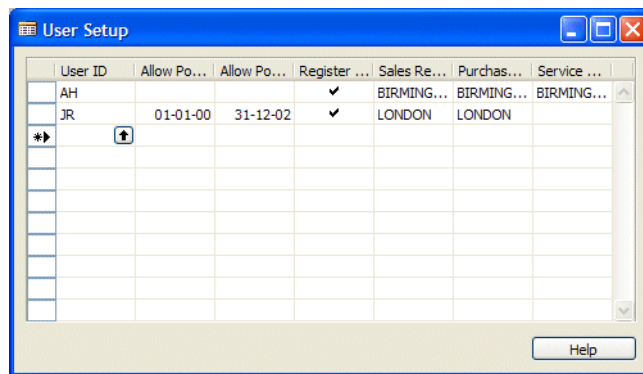 User Setup
User ID Allow Po... Allow Po... Register ... Sales Re... Purchas... Service ...
AH BIRMING... BIRMING... BIRMING...
JR 01-01-00 31-12-02 LONDON LONDON
Help